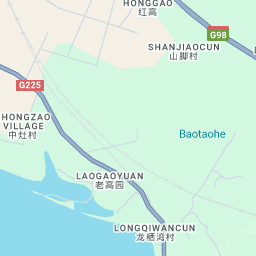 HONGGAO
红高
G98
SHANJIAOCUN
山脚村
G225
HONGZAO
VILLAGE
中灶村
Baotaohe
LAOGAOYUAN
老高园
LONGQIWANCUN
龙栖湾村